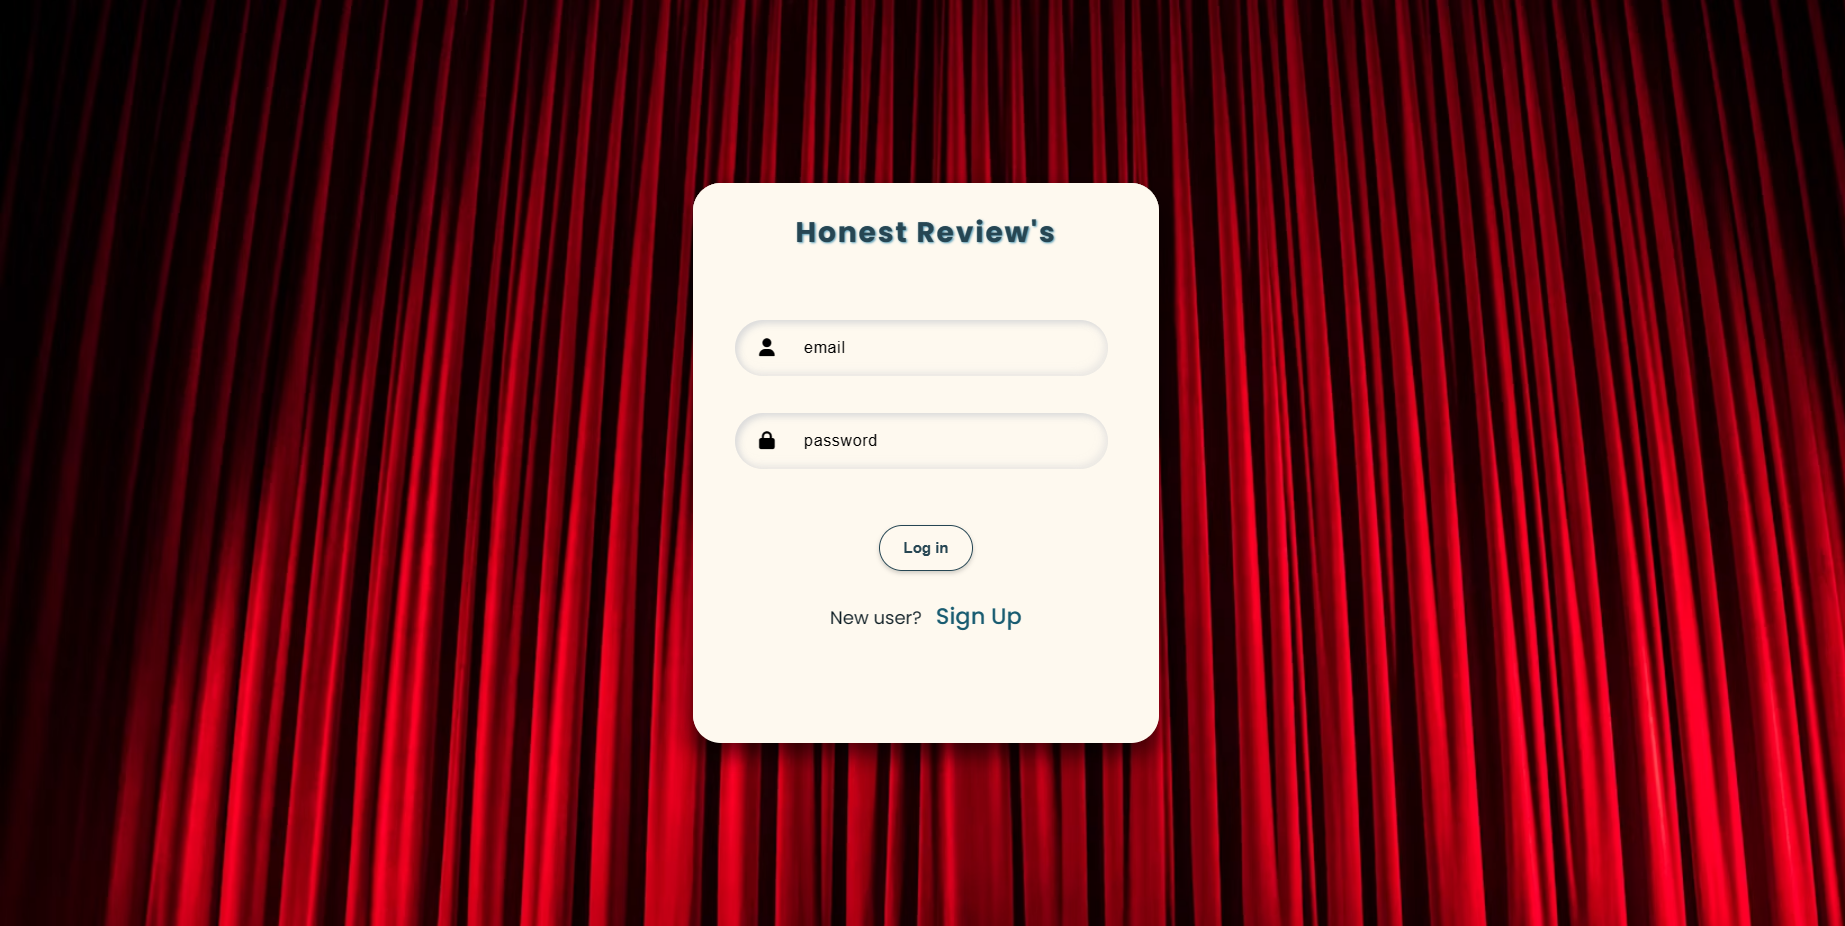 Honest Review's
email
password
Log in
New user? Sign Up